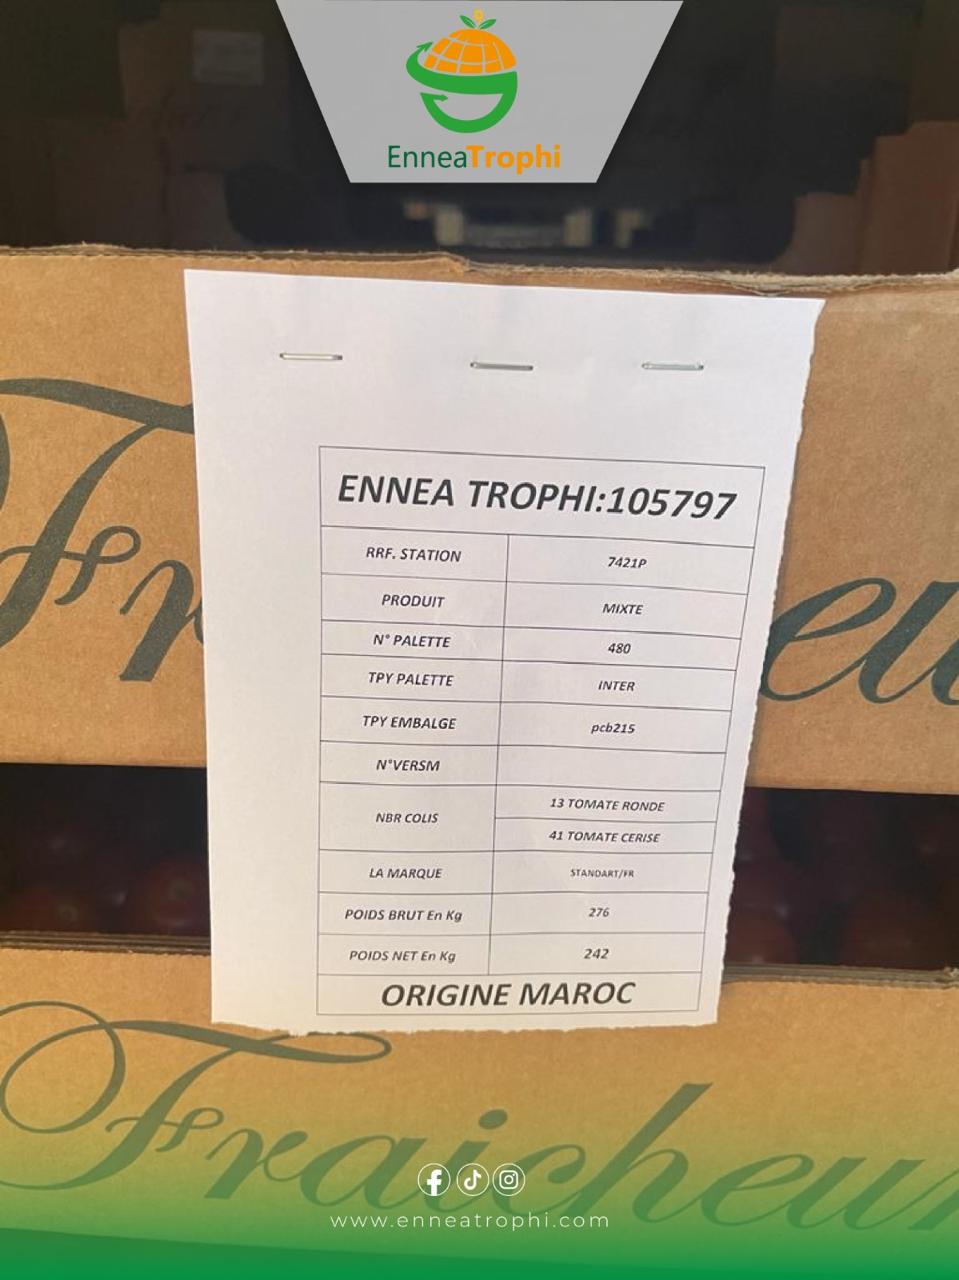 EnneaTrophi
ENNEA TROPHI:105797
RRF. STATION 7421P
PRODUIT MIXTE
N° PALETTE 480
TPY PALETTE INTER
TPY EMBALGE pcb215
N°VERSM
NBR COLIS 13 TOMATE RONDE
41 TOMATE CERISE
LA MARQUE STANDART/FR
POIDS BRUT En Kg 276
POIDS NET En Kg 242
ORIGINE MAROC
Fr eu
Fraicheur
www.enneatrophi.com